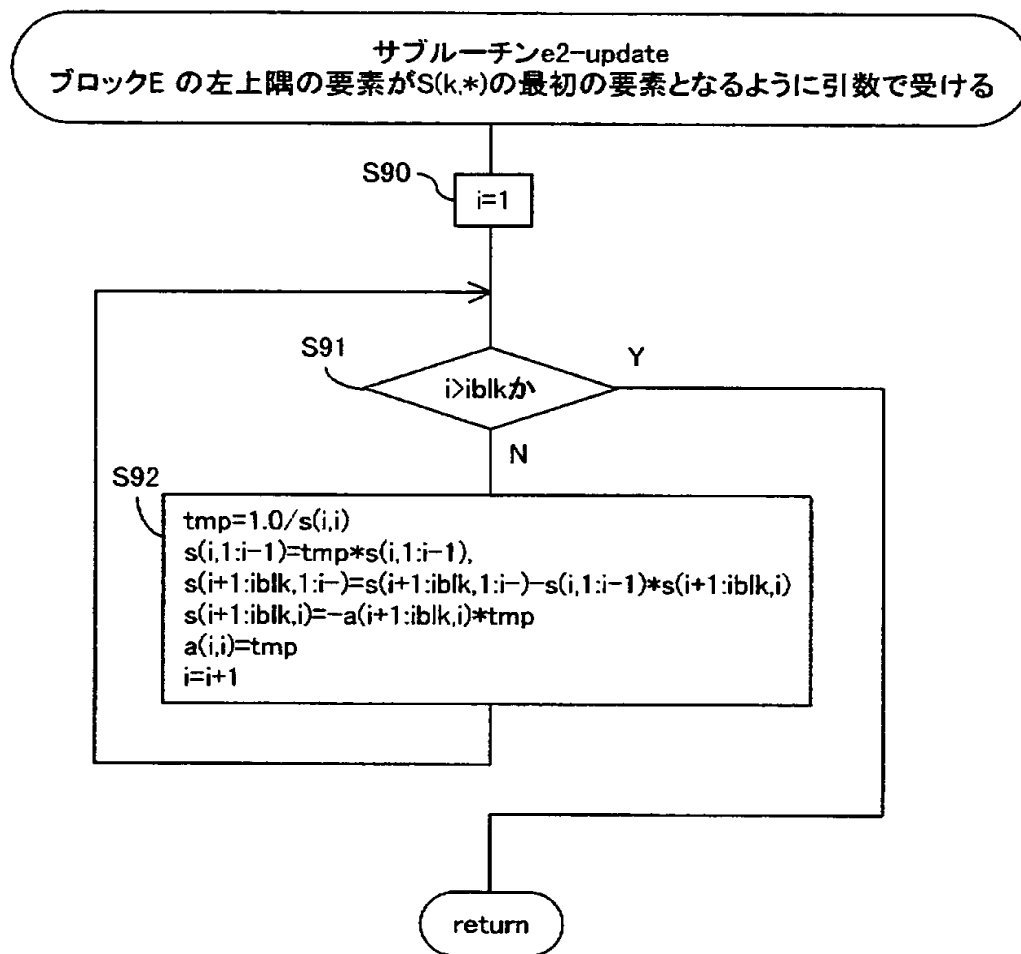 サブルーチンe2-update
ブロックE の左上隅の要素がS(k,*)の最初の要素となるように引数で受ける
S90
i=1
S91
i>iblkか
Y
N
S92
tmp=1.0/s(i,i)
s(i,1:i-1)=tmp*s(i,1:i-1),
s(i+1:iblk,1:i-)=s(i+1:iblk,1:i-)-s(i,1:i-1)*s(i+1:iblk,i)
s(i+1:iblk,i)=-a(i+1:iblk,i)*tmp
a(i,i)=tmp
i=i+1
return